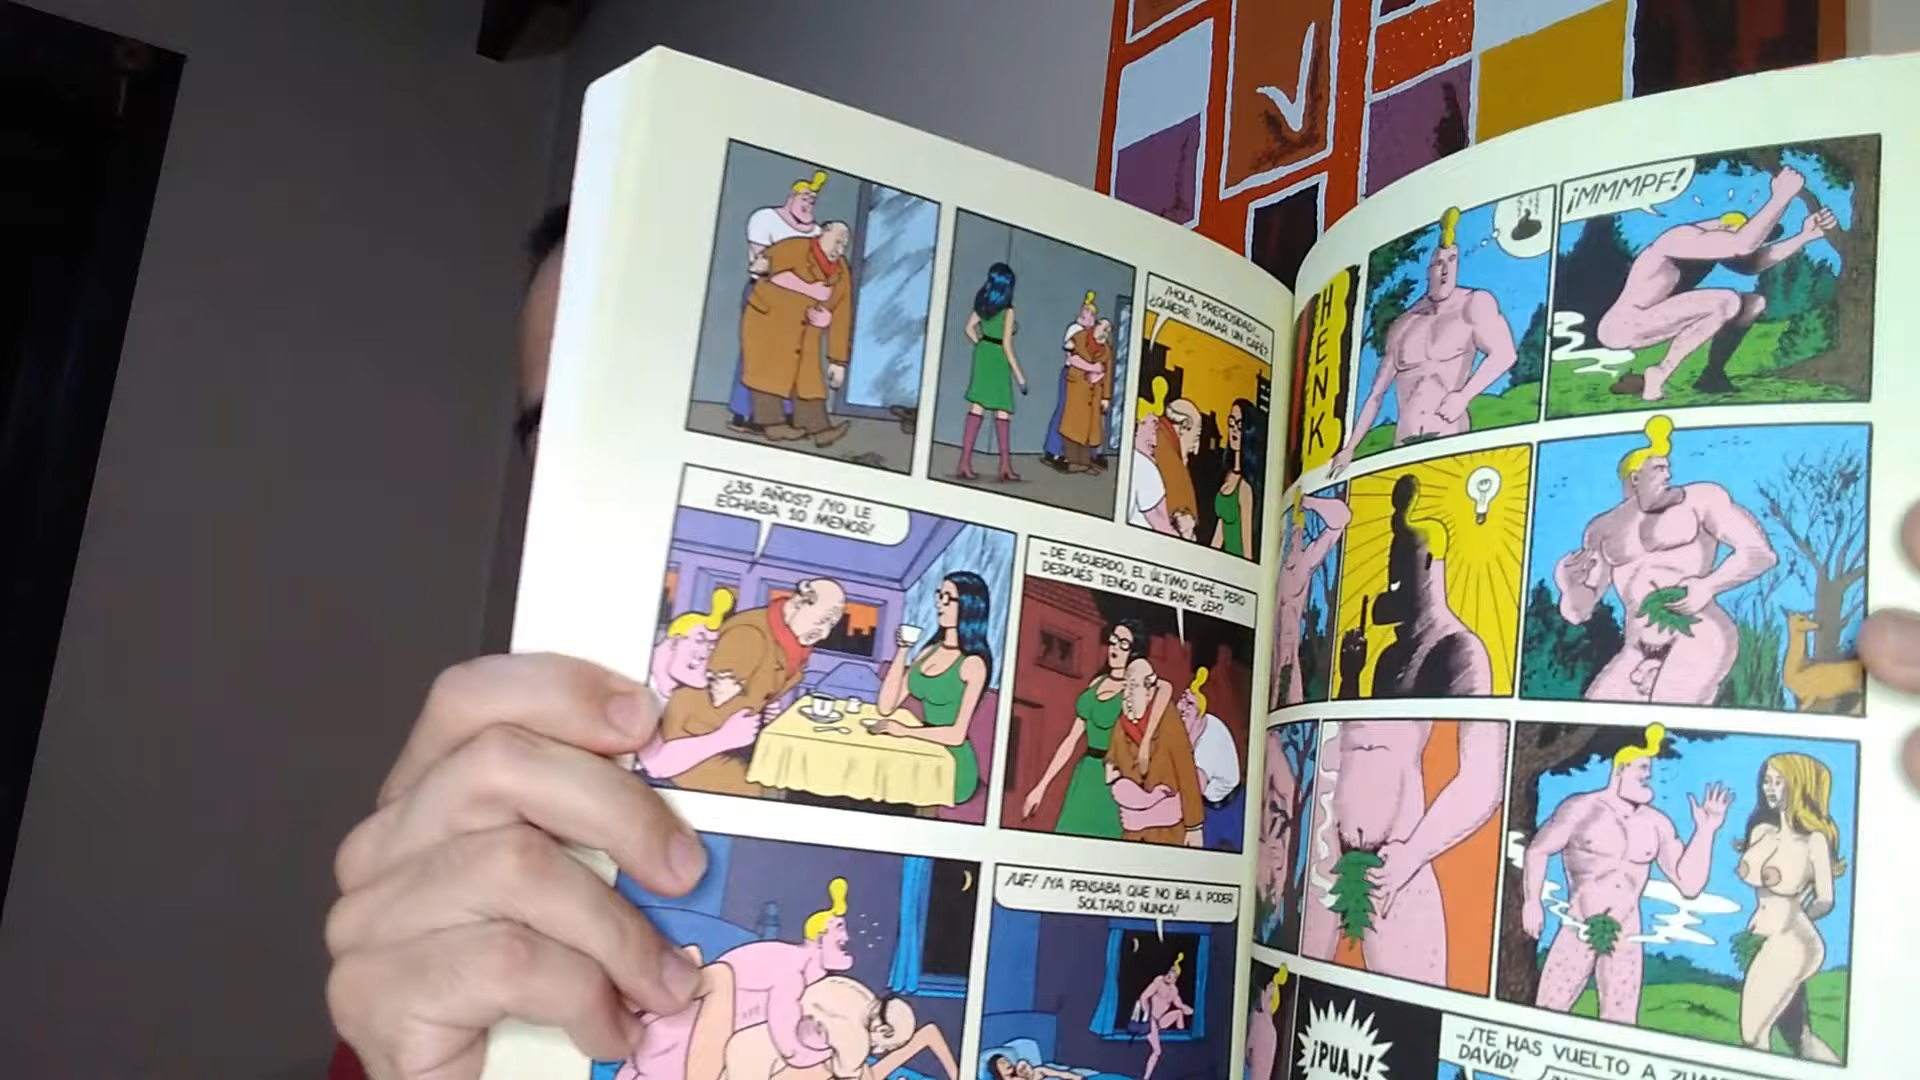 ¡HOLA, PRECIOSIDAD!...
¿QUIERE TOMAR UN CAFÉ?
¿35 AÑOS? ¡YO LE
ECHABA 10 MENOS!
...DE ACUERDO, EL ÚLTIMO CAFÉ... PERO
DESPUÉS TENGO QUE IRME, ¿EH?
¡UF! ¡YA PENSABA QUE NO IBA A PODER
SOLTARLO NUNCA!
HENK
¡MMMPF!
¡PUAJ!
...¡TE HAS VUELTO A
DAVID!